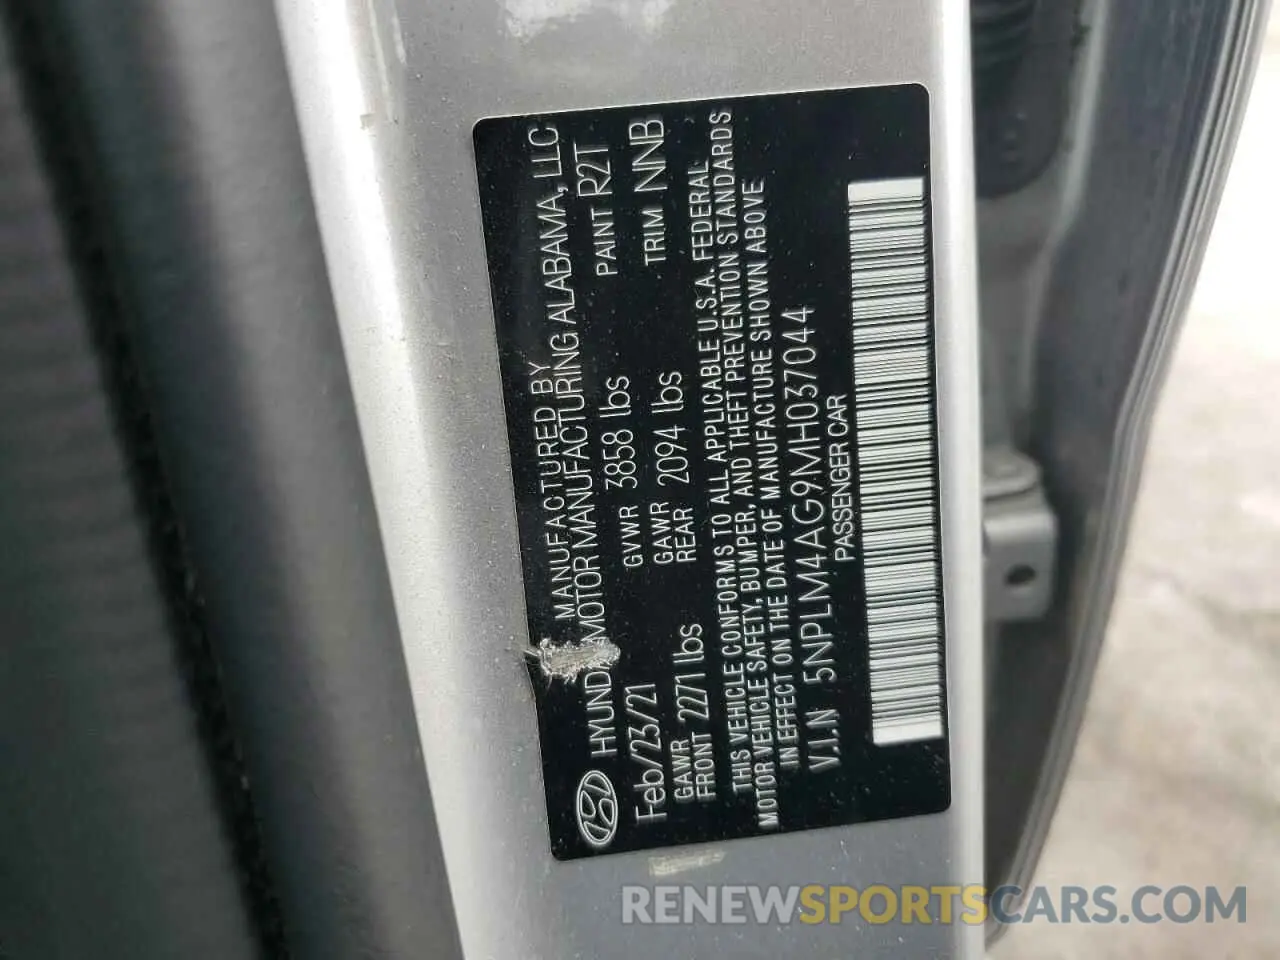 MANUFACTURED BY
HYUNDAI MOTOR MANUFACTURING ALABAMA, LLC
Feb/23/21 GVWR 3858 lbs PAINT R2T
GAWR FRONT 2271 lbs GAWR REAR 2094 lbs TRIM NNB
THIS VEHICLE CONFORMS TO ALL APPLICABLE U.S.A. FEDERAL
MOTOR VEHICLE SAFETY, BUMPER, AND THEFT PREVENTION STANDARDS
IN EFFECT ON THE DATE OF MANUFACTURE SHOWN ABOVE
V.I.N 5NPLM4AG9MH037044
PASSENGER CAR
RENEWSPORTSCARS.COM